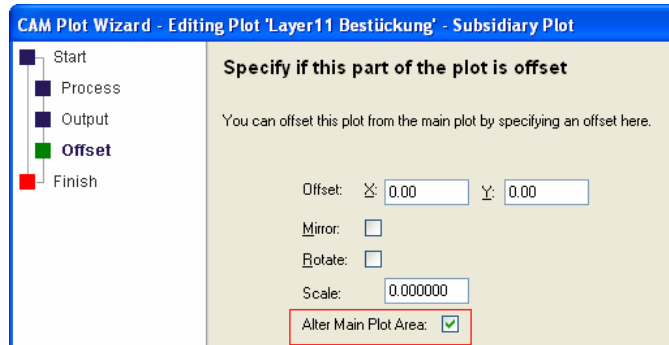 CAM Plot Wizard - Editing Plot 'Layer11 Bestückung' - Subsidiary Plot
Start
Process
Output
Offset
Finish
Specify if this part of the plot is offset
You can offset this plot from the main plot by specifying an offset here.
Offset: X: 0.00 Y: 0.00
Mirror:
Rotate:
Scale: 0.000000
Alter Main Plot Area: